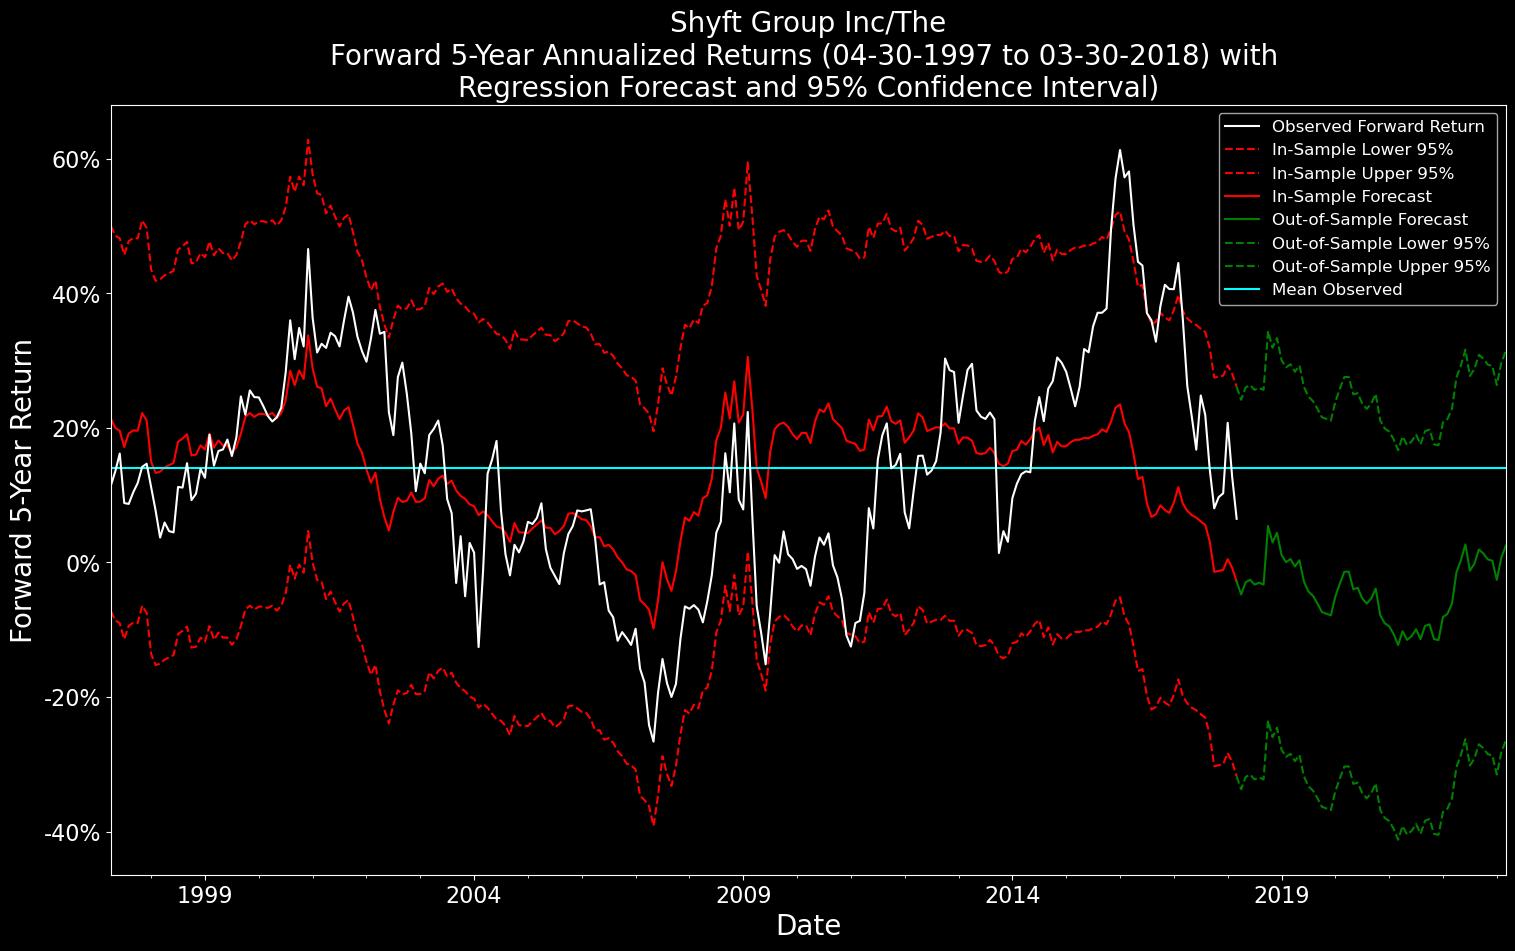 Shyft Group Inc/The
Forward 5-Year Annualized Returns (04-30-1997 to 03-30-2018) with
Regression Forecast and 95% Confidence Interval)
Observed Forward Return
In-Sample Lower 95%
In-Sample Upper 95%
In-Sample Forecast
Out-of-Sample Forecast
Out-of-Sample Lower 95%
Out-of-Sample Upper 95%
Mean Observed
Forward 5-Year Return
60%
40%
20%
0%
-20%
-40%
1999
2004
2009
2014
2019
Date